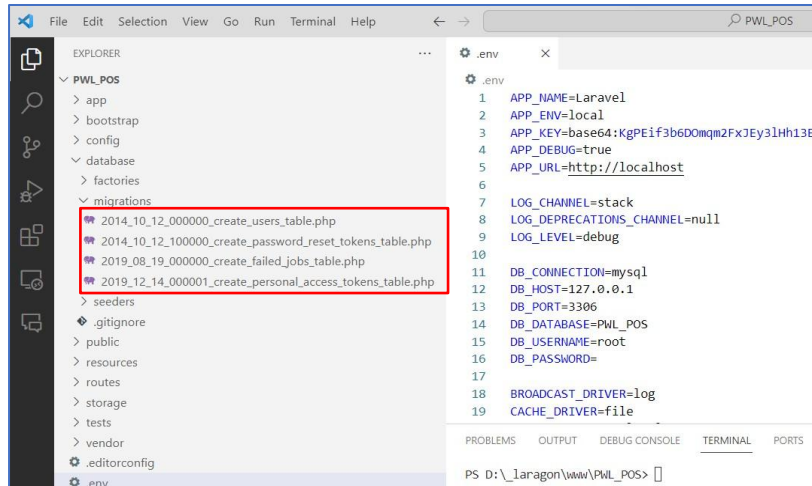 File Edit Selection View Go Run Terminal Help
PWL_POS
EXPLORER
PWL_POS
app
bootstrap
config
database
factories
migrations
2014_10_12_000000_create_users_table.php
2014_10_12_100000_create_password_reset_tokens_table.php
2019_08_19_000000_create_failed_jobs_table.php
2019_12_14_000001_create_personal_access_tokens_table.php
seeders
.gitignore
public
resources
routes
storage
tests
vendor
.editorconfig
.env
.env
.env
1 APP_NAME=Laravel
2 APP_ENV=local
3 APP_KEY=base64:KgPEif3b6DOmqm2FxJEy3lHh13E
4 APP_DEBUG=true
5 APP_URL=http://localhost
6
7 LOG_CHANNEL=stack
8 LOG_DEPRECATIONS_CHANNEL=null
9 LOG_LEVEL=debug
10
11 DB_CONNECTION=mysql
12 DB_HOST=127.0.0.1
13 DB_PORT=3306
14 DB_DATABASE=PWL_POS
15 DB_USERNAME=root
16 DB_PASSWORD=
17
18 BROADCAST_DRIVER=log
19 CACHE_DRIVER=file
PROBLEMS OUTPUT DEBUG CONSOLE TERMINAL PORTS
PS D:\_laragon\www\PWL_POS>